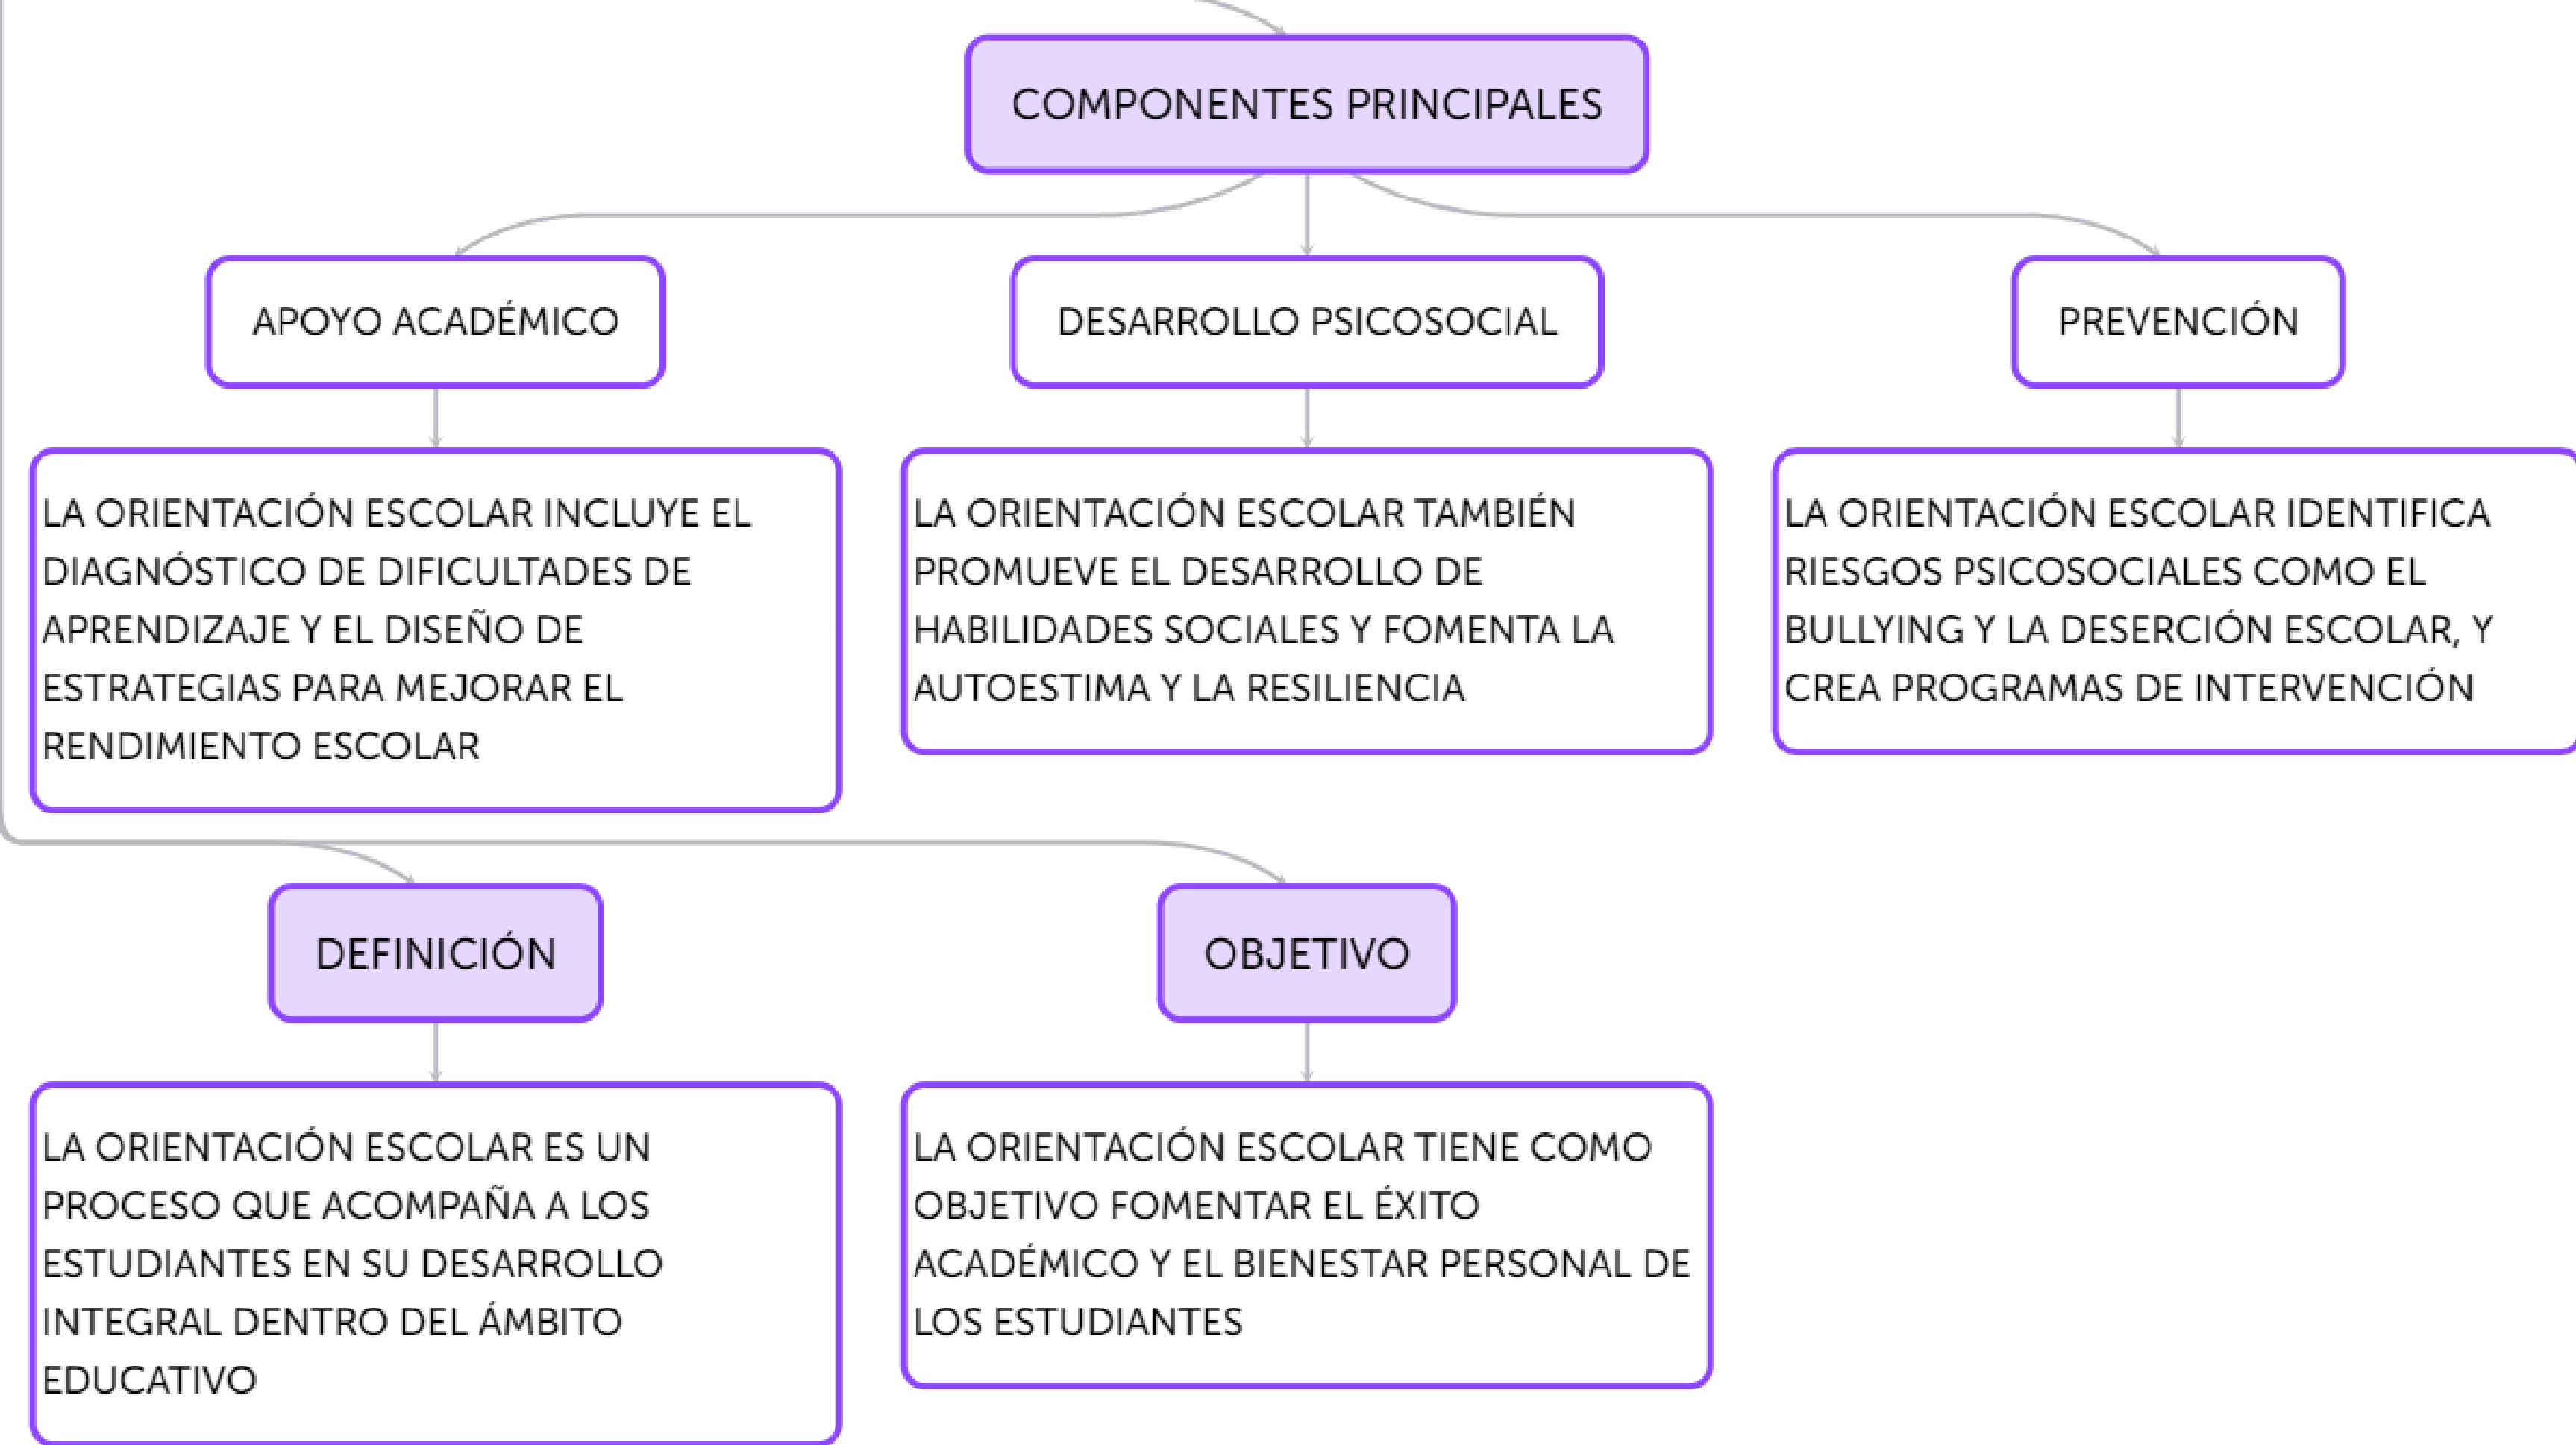 COMPONENTES PRINCIPALES
APOYO ACADÉMICO
DESARROLLO PSICOSOCIAL
PREVENCIÓN
LA ORIENTACIÓN ESCOLAR INCLUYE EL
DIAGNÓSTICO DE DIFICULTADES DE
APRENDIZAJE Y EL DISEÑO DE
ESTRATEGIAS PARA MEJORAR EL
RENDIMIENTO ESCOLAR
LA ORIENTACIÓN ESCOLAR TAMBIÉN
PROMUEVE EL DESARROLLO DE
HABILIDADES SOCIALES Y FOMENTA LA
AUTOESTIMA Y LA RESILIENCIA
LA ORIENTACIÓN ESCOLAR IDENTIFICA
RIESGOS PSICOSOCIALES COMO EL
BULLYING Y LA DESERCIÓN ESCOLAR, Y
CREA PROGRAMAS DE INTERVENCIÓN
DEFINICIÓN
OBJETIVO
LA ORIENTACIÓN ESCOLAR ES UN
PROCESO QUE ACOMPAÑA A LOS
ESTUDIANTES EN SU DESARROLLO
INTEGRAL DENTRO DEL ÁMBITO
EDUCATIVO
LA ORIENTACIÓN ESCOLAR TIENE COMO
OBJETIVO FOMENTAR EL ÉXITO
ACADÉMICO Y EL BIENESTAR PERSONAL DE
LOS ESTUDIANTES